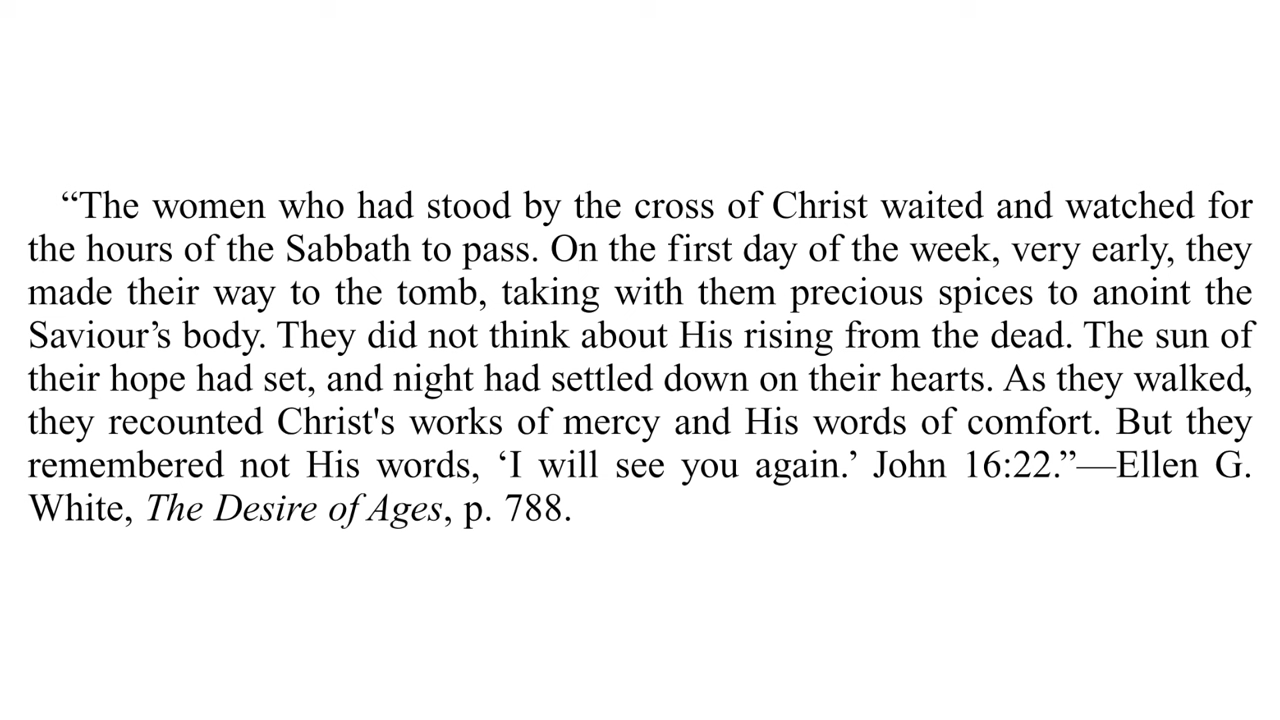 “The women who had stood by the cross of Christ waited and watched for
the hours of the Sabbath to pass. On the first day of the week, very early, they
made their way to the tomb, taking with them precious spices to anoint the
Saviour’s body. They did not think about His rising from the dead. The sun of
their hope had set, and night had settled down on their hearts. As they walked,
they recounted Christ's works of mercy and His words of comfort. But they
remembered not His words, ‘I will see you again.’ John 16:22.”—Ellen G.
White, The Desire of Ages, p. 788.